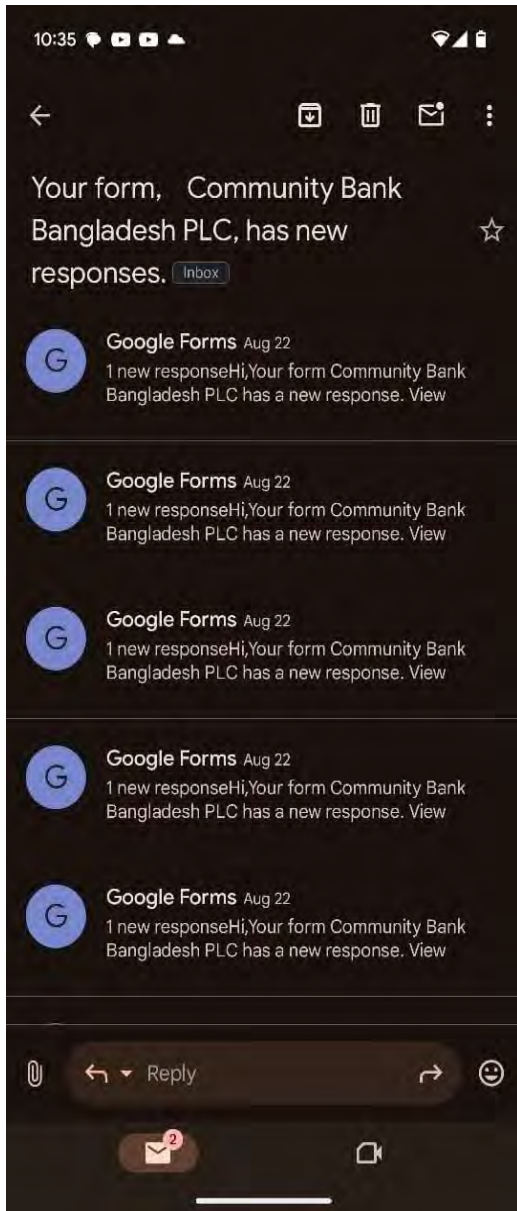 10:35
Your form, Community Bank
Bangladesh PLC, has new
responses. Inbox
G
Google Forms Aug 22
1 new responseHi,Your form Community Bank
Bangladesh PLC has a new response. View
G
Google Forms Aug 22
1 new responseHi,Your form Community Bank
Bangladesh PLC has a new response. View
G
Google Forms Aug 22
1 new responseHi,Your form Community Bank
Bangladesh PLC has a new response. View
G
Google Forms Aug 22
1 new responseHi,Your form Community Bank
Bangladesh PLC has a new response. View
G
Google Forms Aug 22
1 new responseHi,Your form Community Bank
Bangladesh PLC has a new response. View
Reply
2